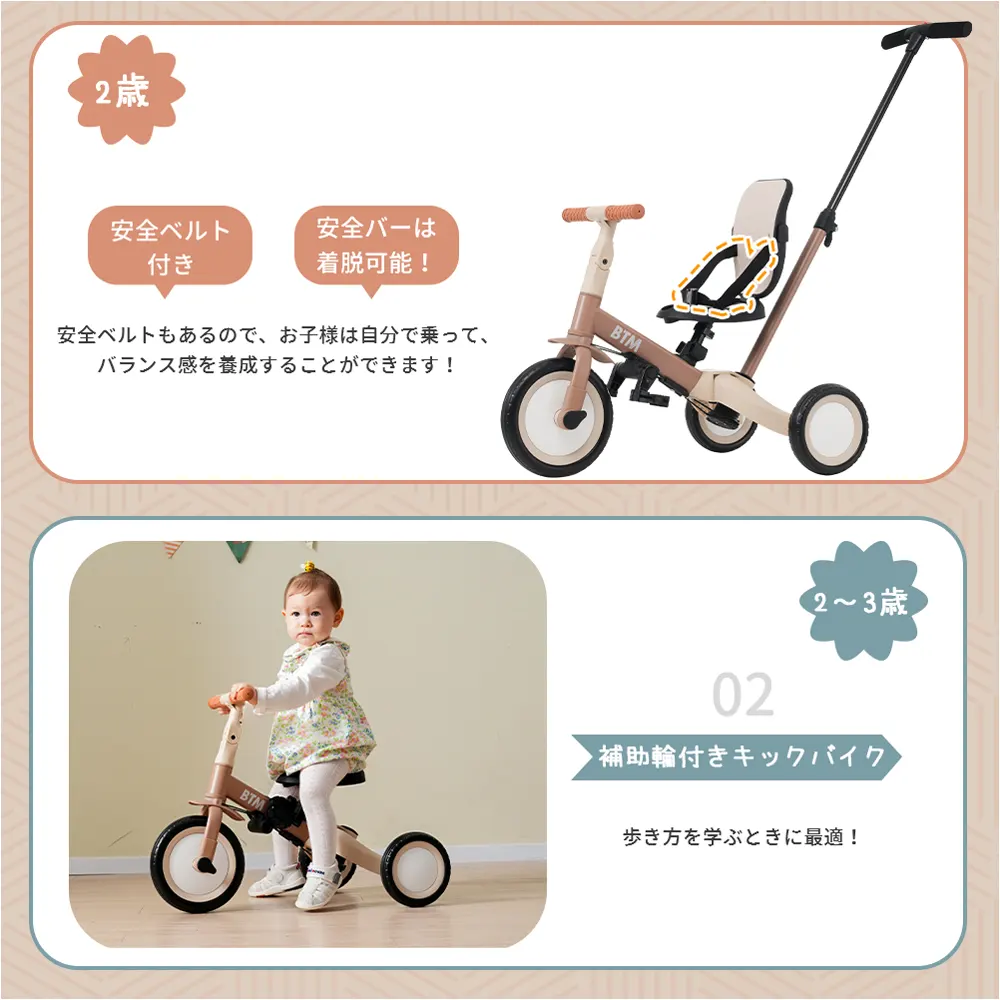 2歳
安全ベルト
付き
安全バーは
着脱可能！
安全ベルトもあるので、お子様は自分で乗って、
バランス感を養成することができます！
BTM
2～3歳
02
補助輪付きキックバイク
歩き方を学ぶときに最適！
BTM